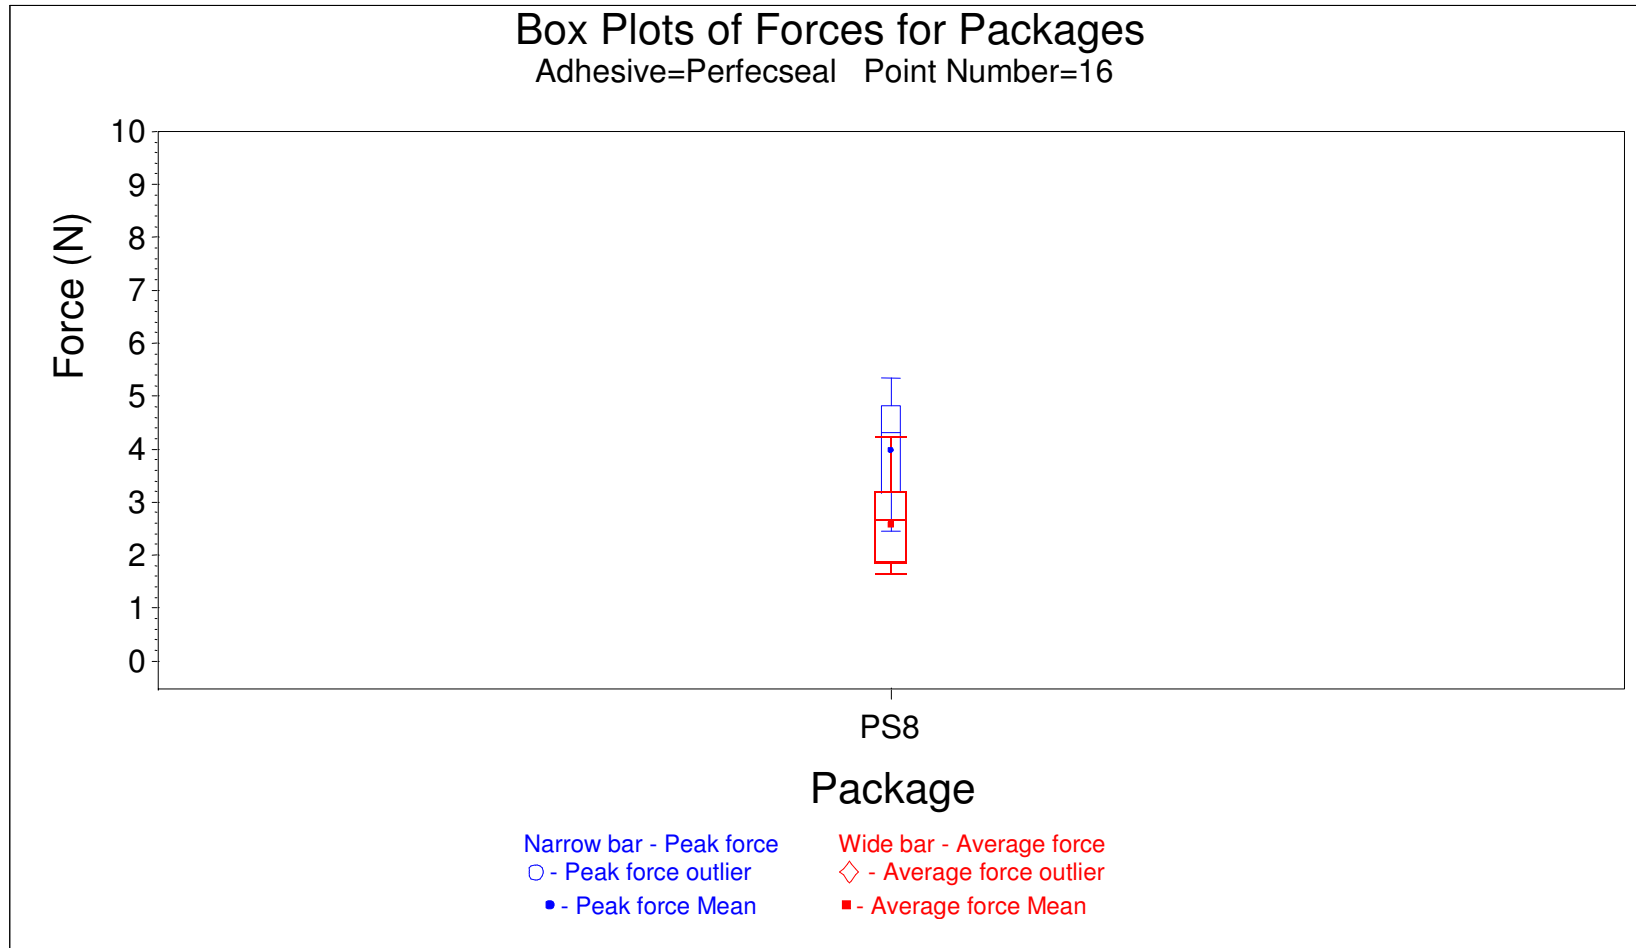 Box Plots of Forces for Packages
Adhesive=Perfecseal Point Number=16
Force (N)
10
9
8
7
6
5
4
3
2
1
0
PS8
Package
Narrow bar - Peak force Wide bar - Average force
- Peak force outlier - Average force outlier
- Peak force Mean - Average force Mean